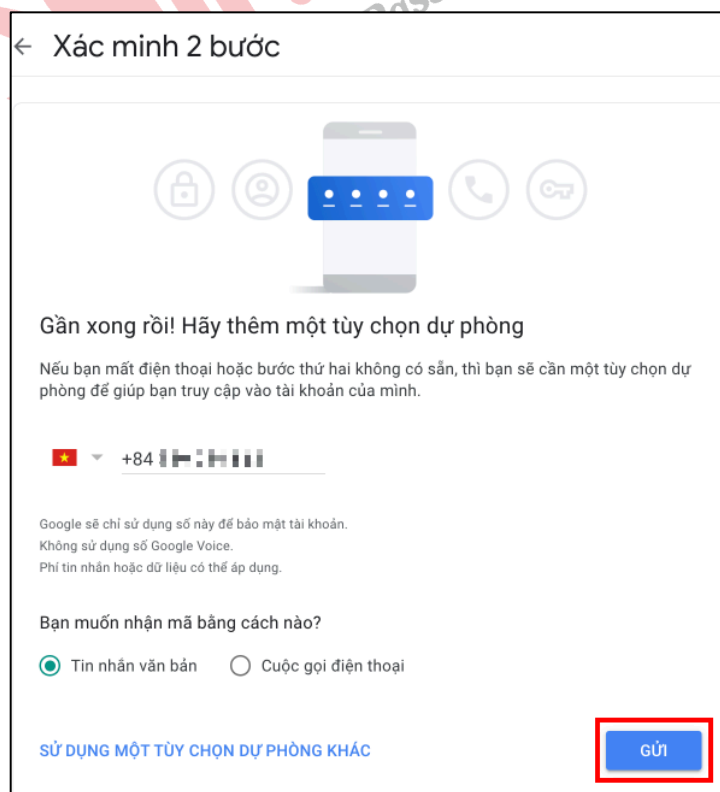 Xác minh 2 bước
Gần xong rồi! Hãy thêm một tùy chọn dự phòng
Nếu bạn mất điện thoại hoặc bước thứ hai không có sẵn, thì bạn sẽ cần một tùy chọn dự
phòng để giúp bạn truy cập vào tài khoản của mình.
+84
Google sẽ chỉ sử dụng số này để bảo mật tài khoản.
Không sử dụng số Google Voice.
Phí tin nhắn hoặc dữ liệu có thể áp dụng.
Bạn muốn nhận mã bằng cách nào?
Tin nhắn văn bản Cuộc gọi điện thoại
SỬ DỤNG MỘT TÙY CHỌN DỰ PHÒNG KHÁC GỬI